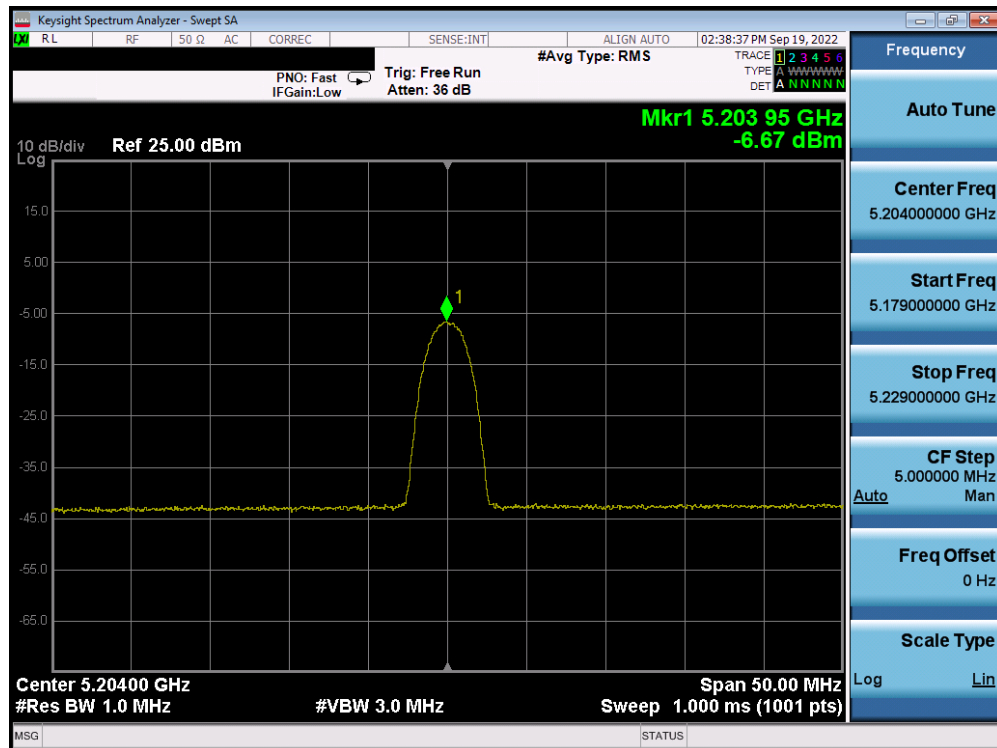 Keysight Spectrum Analyzer - Swept SA
LXI RL RF 50 Ω AC CORREC SENSE:INT ALIGN AUTO 02:38:37 PM Sep 19, 2022
PNO: Fast
IFGain:Low
Trig: Free Run
Atten: 36 dB
#Avg Type: RMS
TRACE 1 2 3 4 5 6
TYPE A WWWWW
DET A N N N N N
Mkr1 5.203 95 GHz
-6.67 dBm
10 dB/div Ref 25.00 dBm
Log
15.0
5.00
-5.00
-15.0
-25.0
-35.0
-45.0
-55.0
-65.0
1
Center 5.20400 GHz Span 50.00 MHz
#Res BW 1.0 MHz #VBW 3.0 MHz Sweep 1.000 ms (1001 pts)
MSG STATUS
Frequency
Auto Tune
Center Freq
5.204000000 GHz
Start Freq
5.179000000 GHz
Stop Freq
5.229000000 GHz
CF Step
5.000000 MHz
Auto Man
Freq Offset
0 Hz
Scale Type
Log Lin